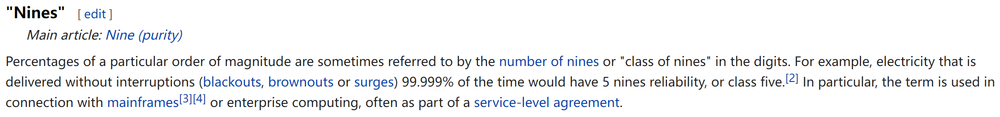 "Nines" [ edit ]
Main article: Nine (purity)
Percentages of a particular order of magnitude are sometimes referred to by the number of nines or "class of nines" in the digits. For example, electricity that is
delivered without interruptions (blackouts, brownouts or surges) 99.999% of the time would have 5 nines reliability, or class five.[2] In particular, the term is used in
connection with mainframes[3][4] or enterprise computing, often as part of a service-level agreement.